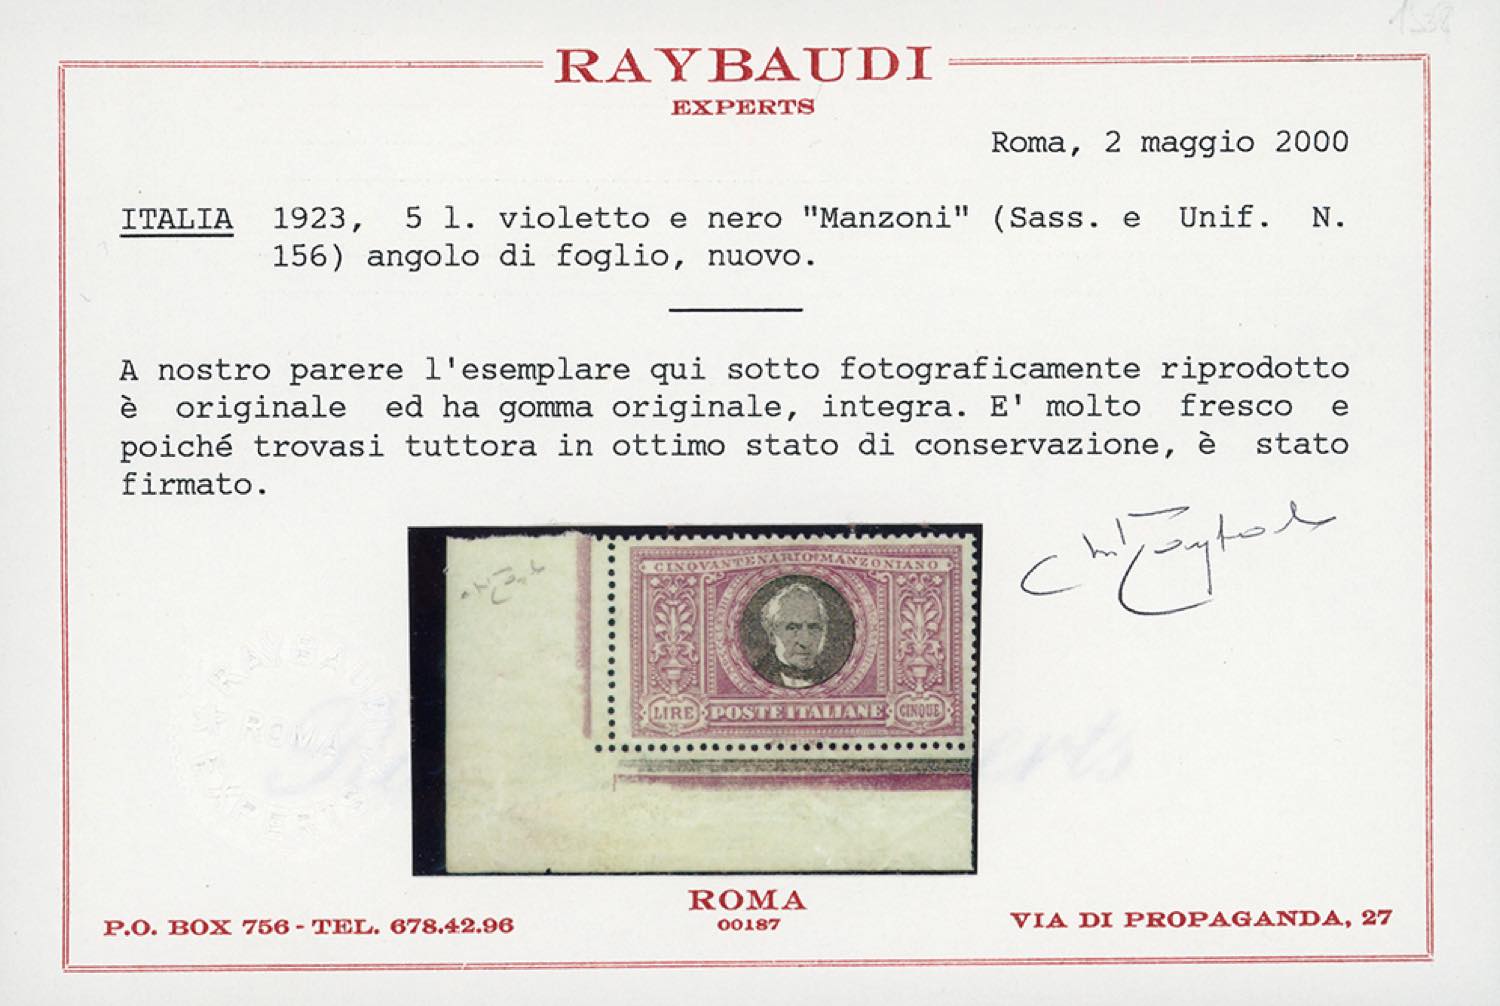 RAYBAUDI
EXPERTS
Roma, 2 maggio 2000
ITALIA 1923, 5 l. violetto e nero "Manzoni" (Sass. e Unif. N.
156) angolo di foglio, nuovo.
A nostro parere l'esemplare qui sotto fotograficamente riprodotto
è originale ed ha gomma originale, integra. E' molto fresco e
poiché trovasi tuttora in ottimo stato di conservazione, è stato
firmato.
CINQVANTENARIO MANZONIANO
LIRE POSTE ITALIANE CINQUE
RAYBAUDI
ROMA
ROMA
00187
P.O. BOX 756 - TEL. 678.42.96
VIA DI PROPAGANDA, 27